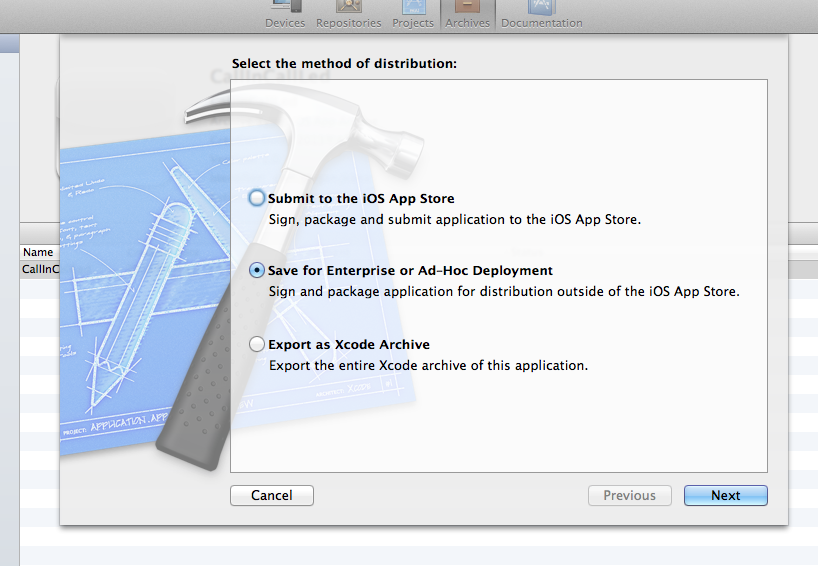 Devices Repositories Projects Archives Documentation
Select the method of distribution:
Submit to the iOS App Store
Sign, package and submit application to the iOS App Store.
Name
CallInC
Save for Enterprise or Ad-Hoc Deployment
Sign and package application for distribution outside of the iOS App Store.
Export as Xcode Archive
Export the entire Xcode archive of this application.
PROJECT: APPLICATION.APP
Cancel
Previous
Next